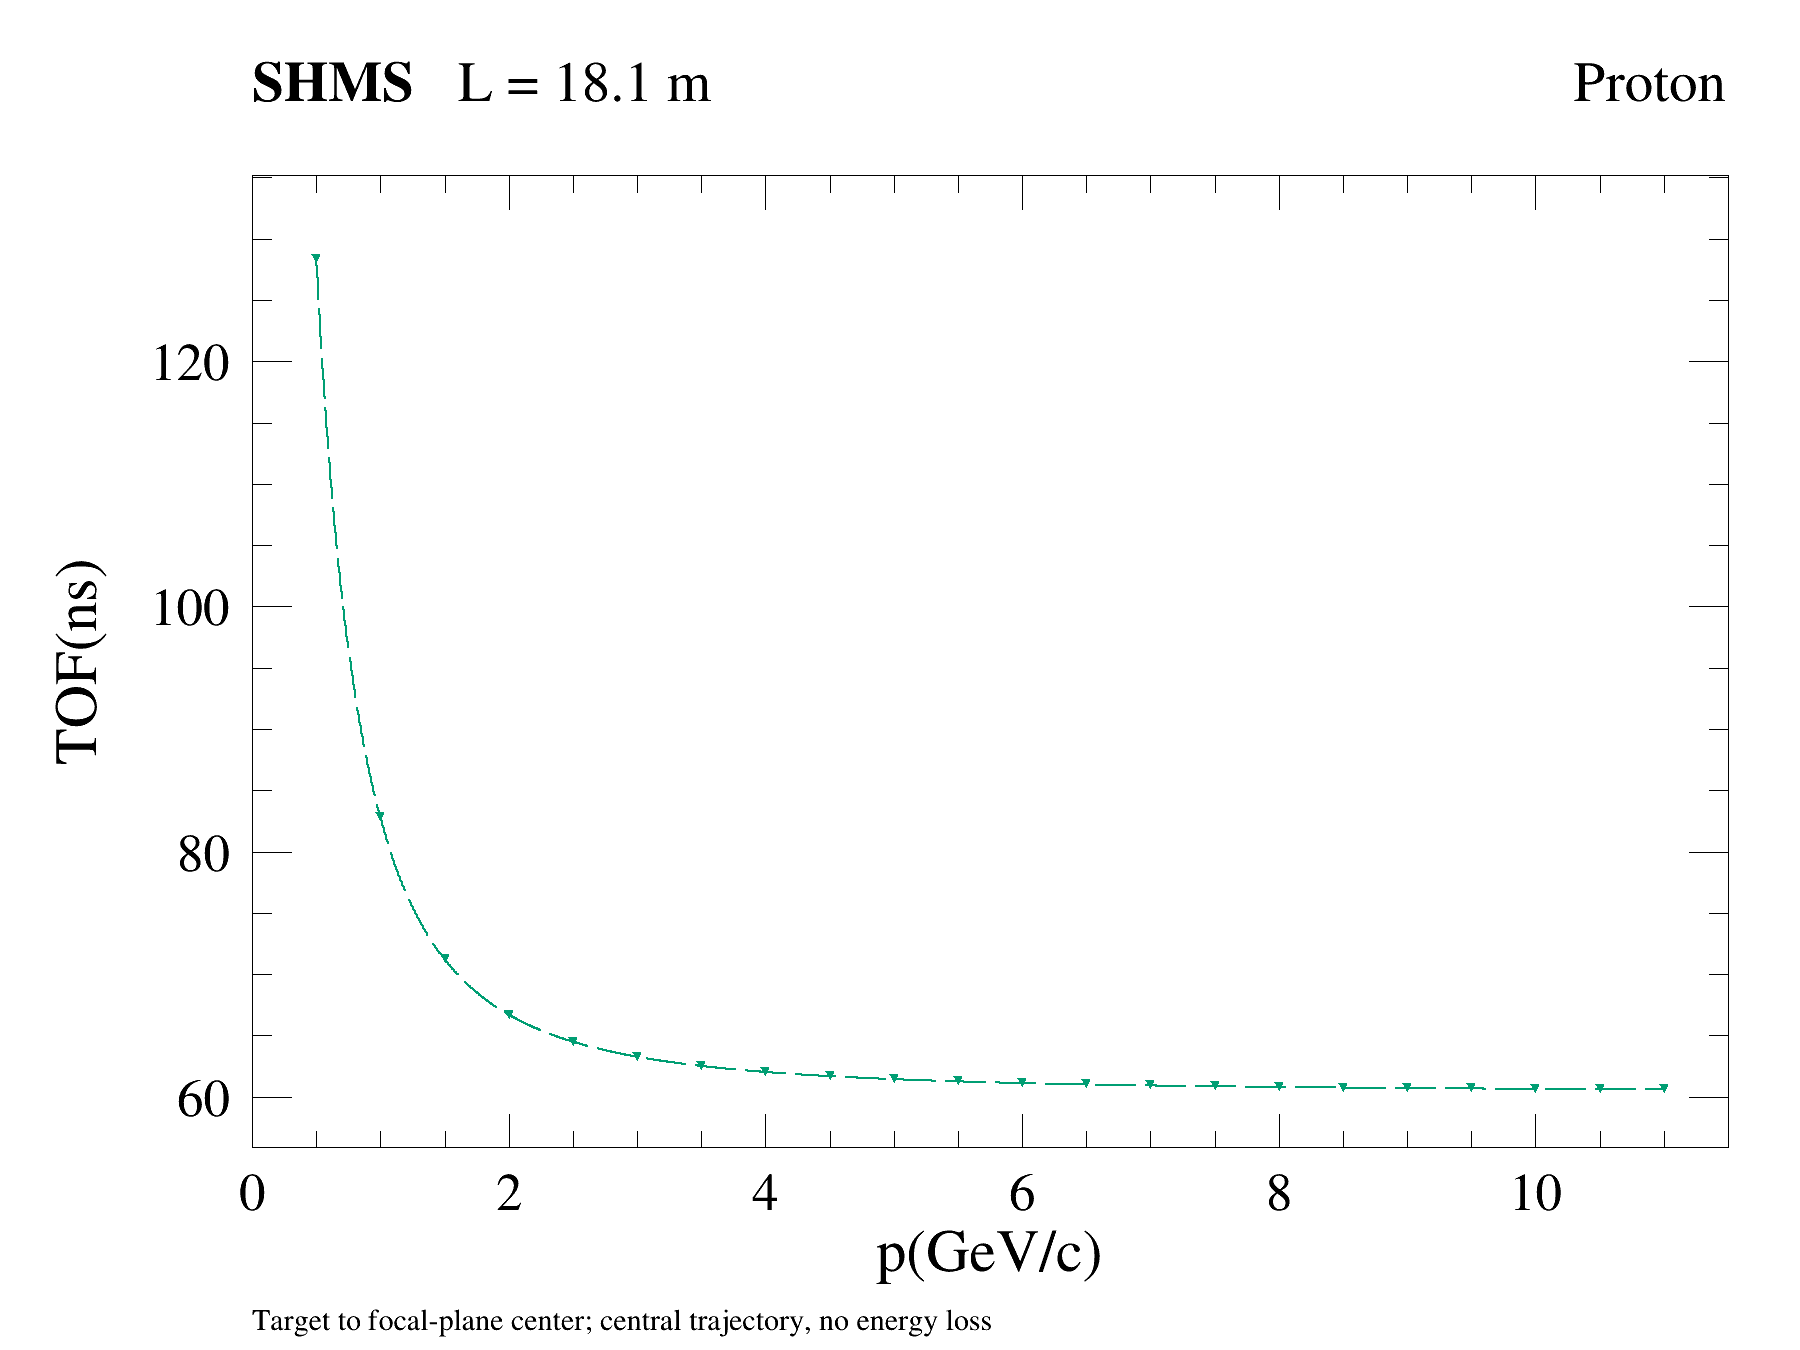 SHMS L = 18.1 m
Proton
TOF(ns)
120
100
80
60
0 2 4 6 8 10
p(GeV/c)
Target to focal-plane center; central trajectory, no energy loss